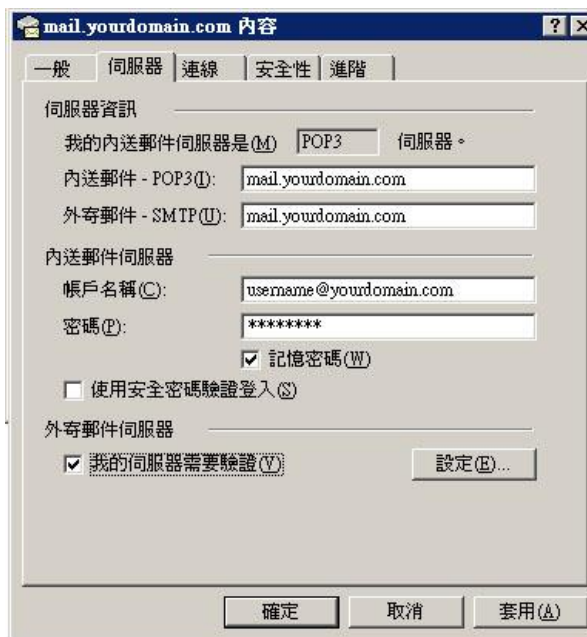 mail.yourdomain.com 內容
一般 伺服器 連線 安全性 進階
伺服器資訊
我的內送郵件伺服器是(M) POP3 伺服器。
內送郵件 - POP3(I): mail.yourdomain.com
外寄郵件 - SMTP(U): mail.yourdomain.com
內送郵件伺服器
帳戶名稱(C): username@yourdomain.com
密碼(P): ********
記憶密碼(W)
使用安全密碼驗證登入(S)
外寄郵件伺服器
我的伺服器需要驗證(V) 設定(E)...
確定 取消 套用(A)